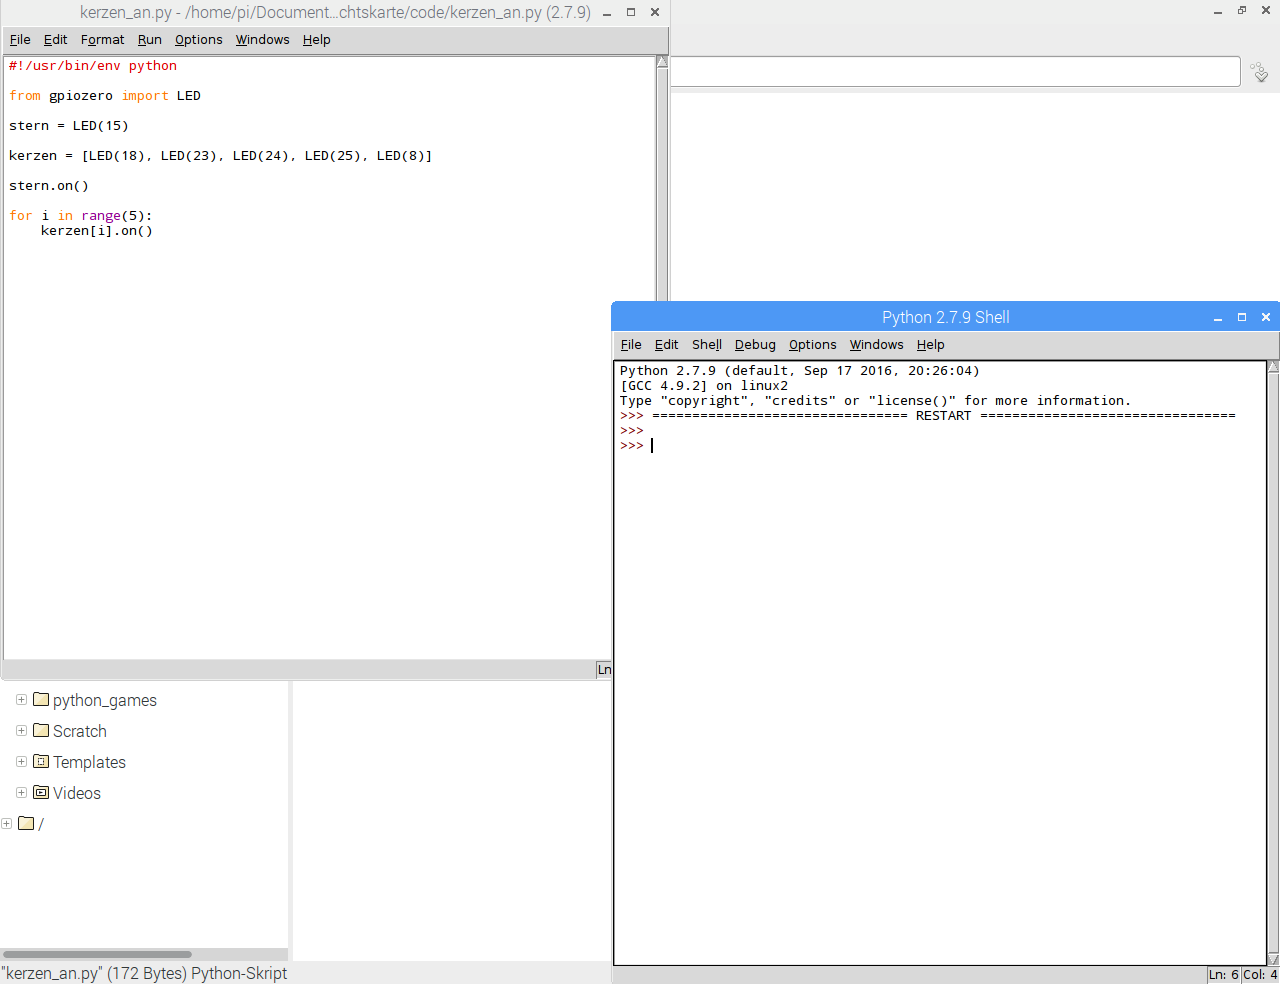 kerzen_an.py - /home/pi/Document...chtskarte/code/kerzen_an.py (2.7.9)
File Edit Format Run Options Windows Help
#!/usr/bin/env python
from gpiozero import LED
stern = LED(15)
kerzen = [LED(18), LED(23), LED(24), LED(25), LED(8)]
stern.on()
for i in range(5):
    kerzen[i].on()
Ln
Python 2.7.9 Shell
File Edit Shell Debug Options Windows Help
Python 2.7.9 (default, Sep 17 2016, 20:26:04)
[GCC 4.9.2] on linux2
Type "copyright", "credits" or "license()" for more information.
>>> ================================ RESTART ================================
>>>
>>>
Ln: 6 Col: 4
python_games
Scratch
Templates
Videos
/
"kerzen_an.py" (172 Bytes) Python-Skript